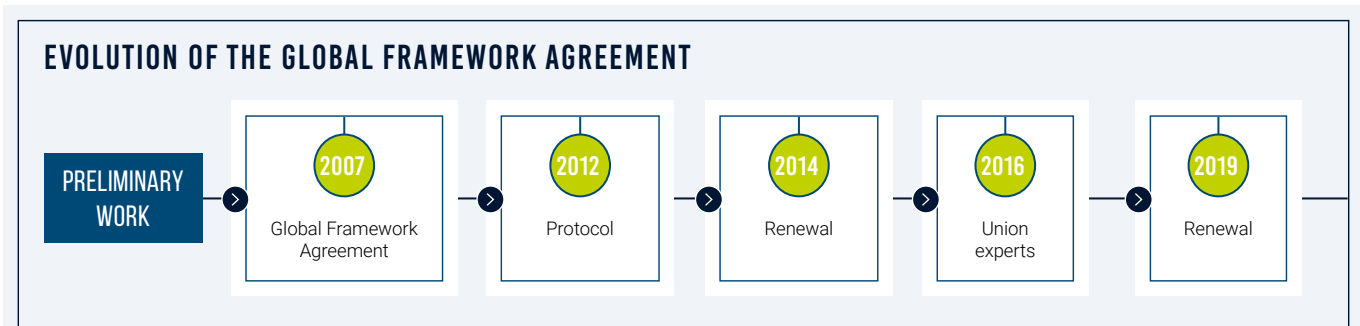 EVOLUTION OF THE GLOBAL FRAMEWORK AGREEMENT
PRELIMINARY
WORK
2007
Global Framework
Agreement
2012
Protocol
2014
Renewal
2016
Union
experts
2019
Renewal